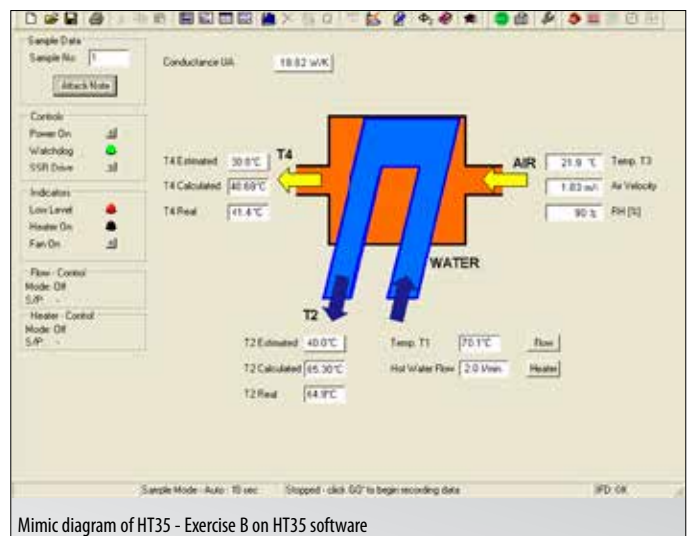 Sample Data
Sample No: 1
Attach Note
Controls
Power On
Watchdog
SSR Drive
Indicators
Low Level
Heater On
Fan On
Flow - Control
Mode: Off
S/P: -
Heater - Control
Mode: Off
S/P: -
Conductance UA 18.82 W/K
T4 Estimated 30.0°C
T4
T4 Calculated 40.69°C
T4 Real 41.4°C
AIR
21.9 °C Temp. T3
1.83 m/s Air Velocity
90 % RH [%]
WATER
T2
T2 Estimated 40.0°C
T2 Calculated 65.30°C
T2 Real 64.9°C
Temp. T1 70.1°C Flow
Hot Water Flow 2.0 l/min Heater
Sample Mode - Auto : 10 sec Stopped - click 'GO' to begin recording data IFD: OK
Mimic diagram of HT35 - Exercise B on HT35 software